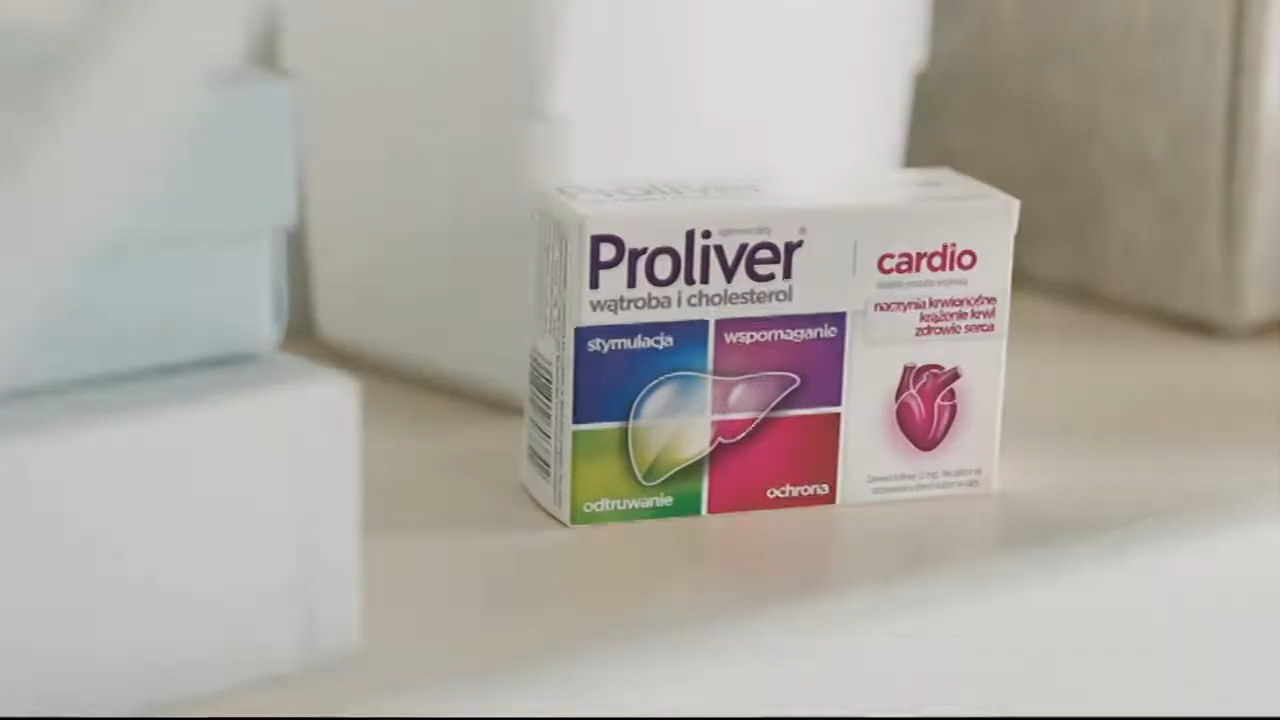 Proliver
wątroba i cholesterol
stymulacja
wspomaganie
odtruwanie
ochrona
cardio
naczynia krwionośne
krążenie krwi
zdrowie serca